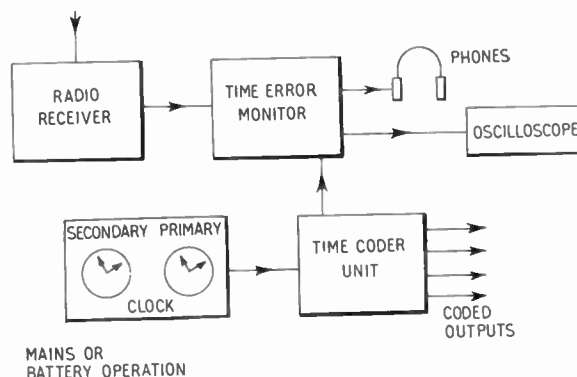 RADIO
RECEIVER
TIME ERROR
MONITOR
PHONES
OSCILLOSCOPE
SECONDARY PRIMARY
CLOCK
TIME CODER
UNIT
CODED
OUTPUTS
MAINS OR
BATTERY OPERATION